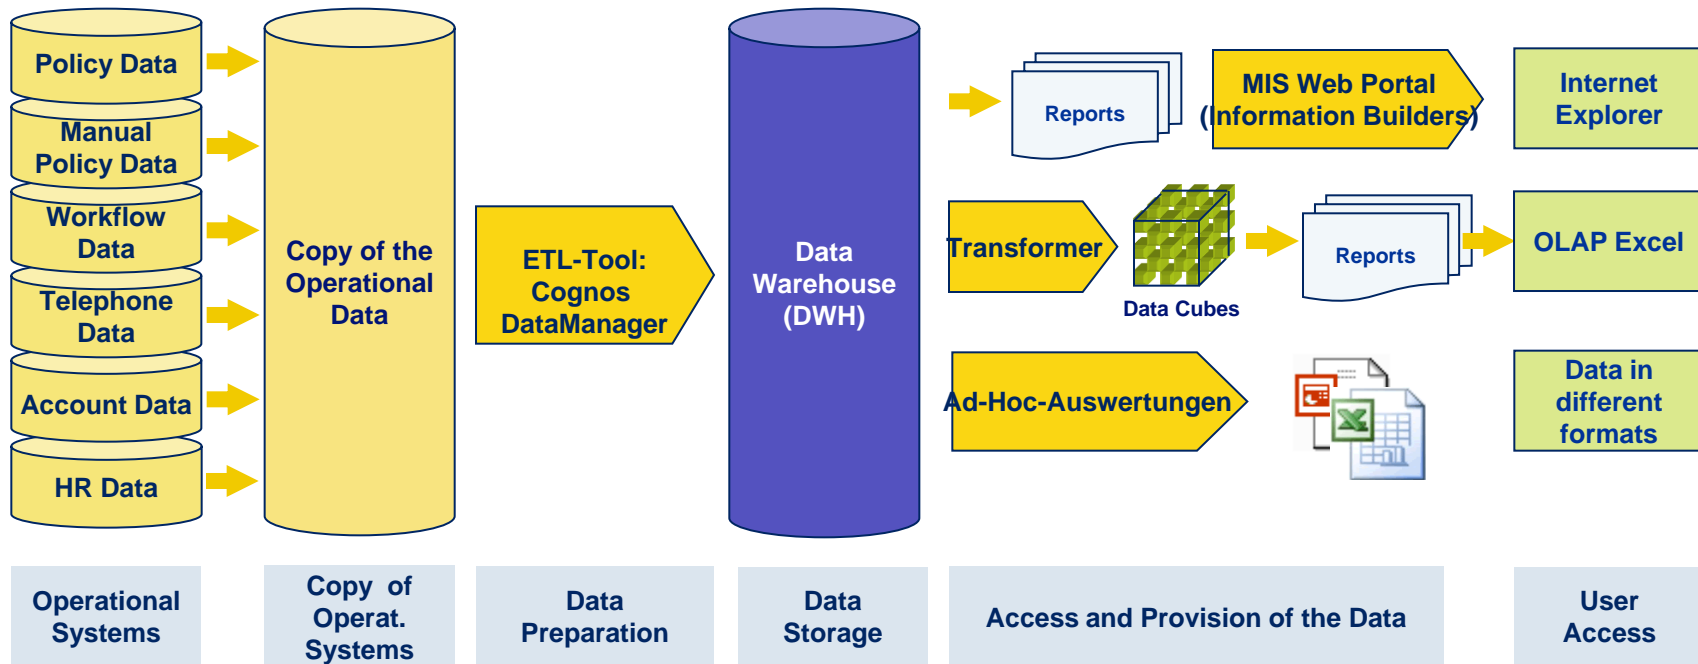 Policy Data
Manual
Policy Data
Workflow
Data
Telephone
Data
Account Data
HR Data
Copy of the
Operational
Data
ETL-Tool:
Cognos
DataManager
Data
Warehouse
(DWH)
Reports
MIS Web Portal
(Information Builders)
Internet
Explorer
Transformer
Data Cubes
Reports
OLAP Excel
Ad-Hoc-Auswertungen
Data in
different
formats
Operational
Systems
Copy of
Operat.
Systems
Data
Preparation
Data
Storage
Access and Provision of the Data
User
Access